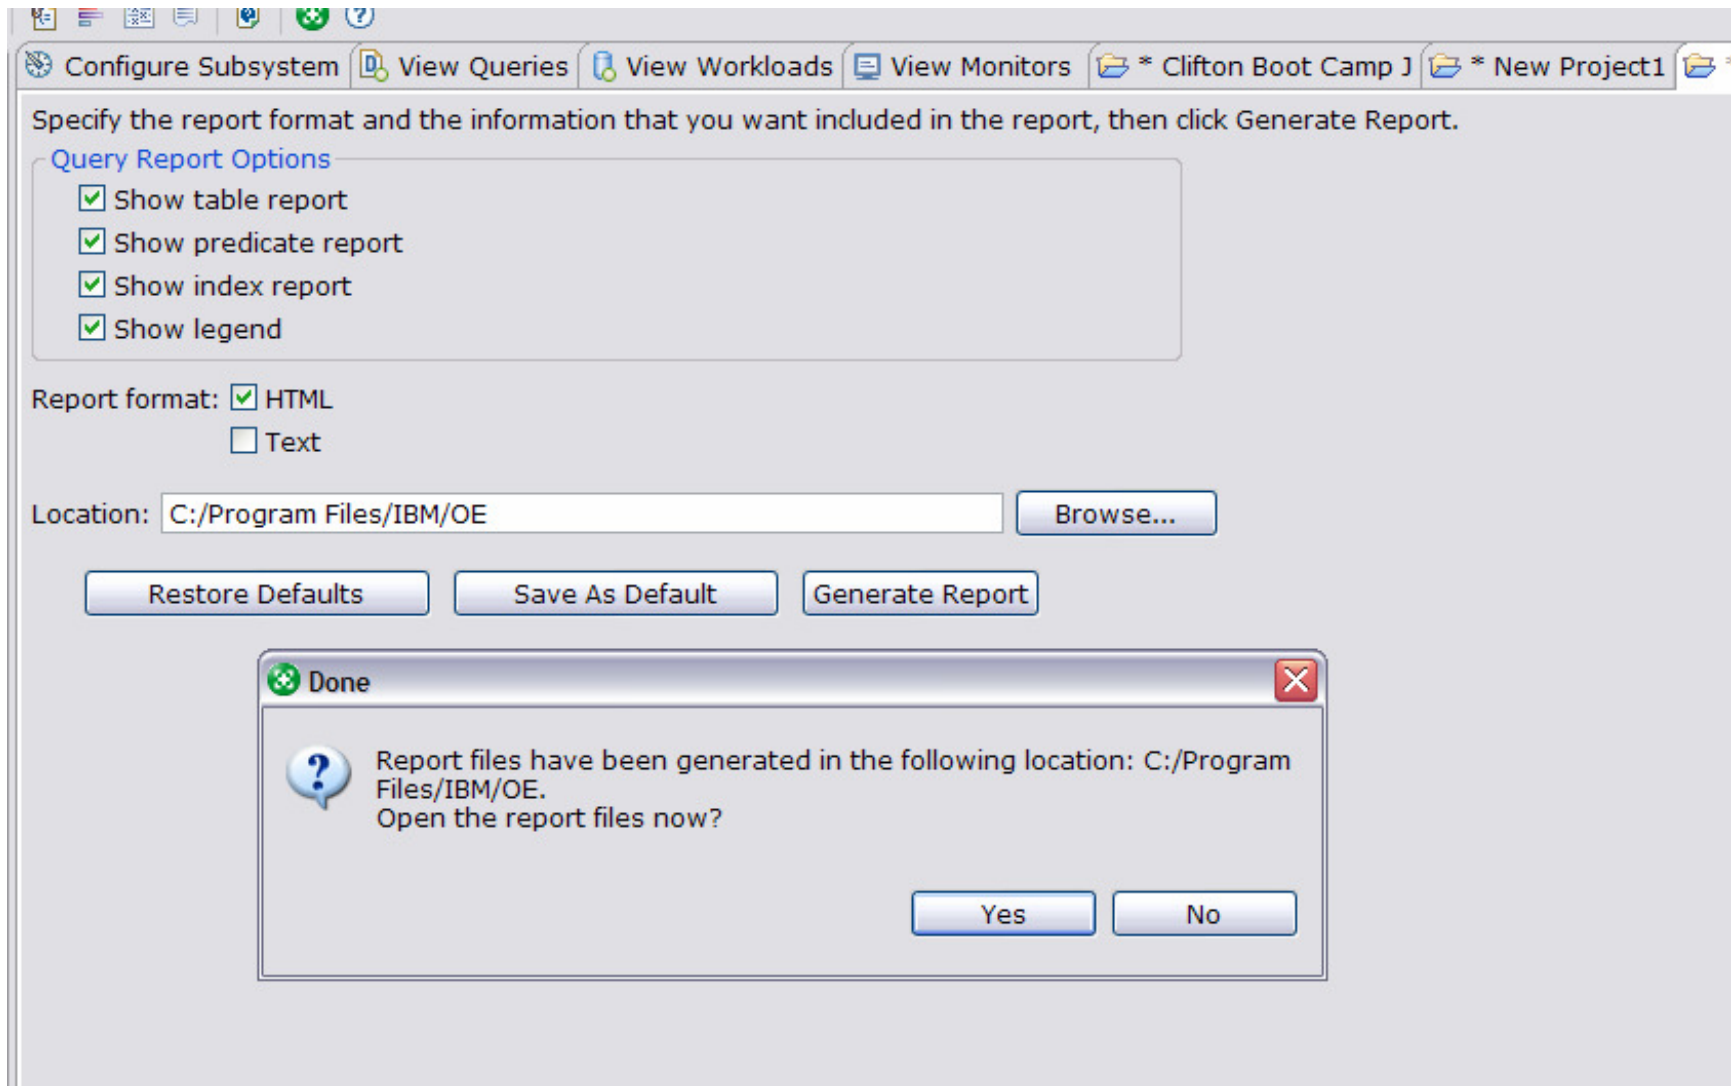 Configure Subsystem View Queries View Workloads View Monitors * Clifton Boot Camp J * New Project1 *
Specify the report format and the information that you want included in the report, then click Generate Report.
Query Report Options
Show table report
Show predicate report
Show index report
Show legend
Report format: HTML
Text
Location: C:/Program Files/IBM/OE Browse...
Restore Defaults Save As Default Generate Report
Done
Report files have been generated in the following location: C:/Program
Files/IBM/OE.
Open the report files now?
Yes No